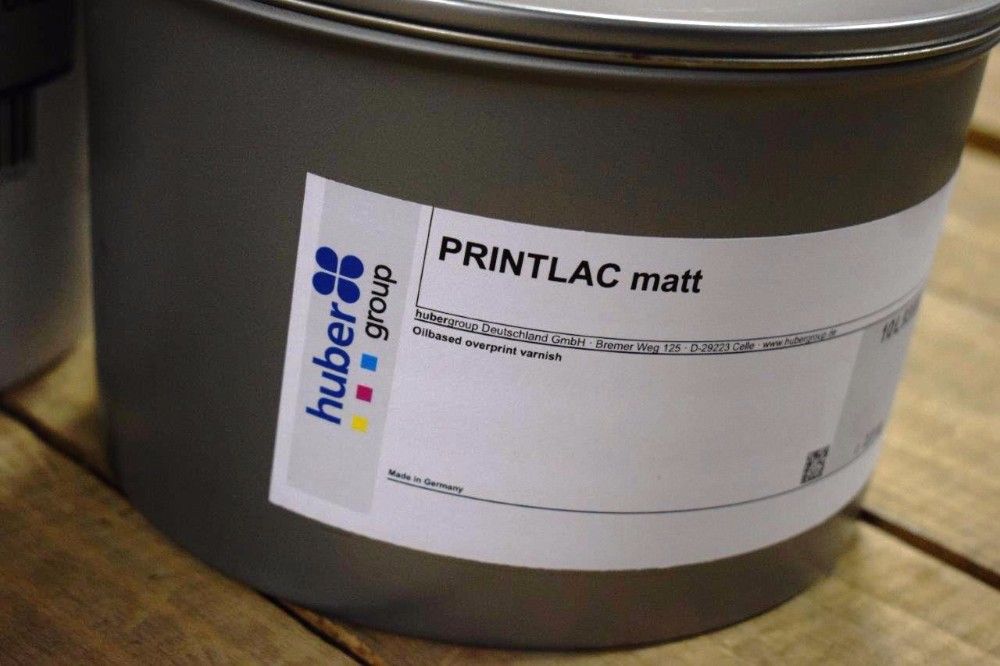 huber
group
PRINTLAC matt
hubergroup Deutschland GmbH · Bremer Weg 125 · D-29223 Celle · www.hubergroup.de
Oilbased overprint varnish
Made in Germany